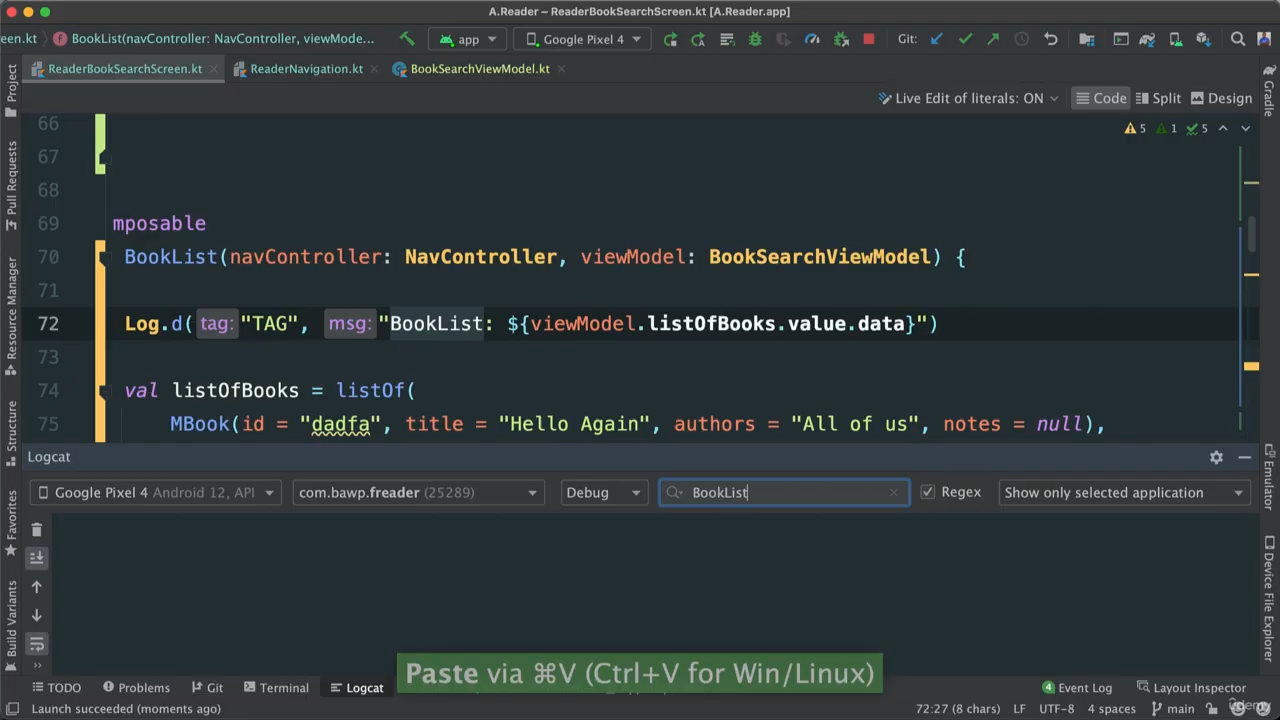 A.Reader – ReaderBookSearchScreen.kt [A.Reader.app]
een.kt BookList(navController: NavController, viewMode... app Google Pixel 4 Git:
ReaderBookSearchScreen.kt ReaderNavigation.kt BookSearchViewModel.kt
Live Edit of literals: ON Code Split Design
5 1 5
66
67
68
69 mposable
70 BookList(navController: NavController, viewModel: BookSearchViewModel) {
71
72 Log.d( tag: "TAG", msg: "BookList: ${viewModel.listOfBooks.value.data}")
73
74 val listOfBooks = listOf(
75 MBook(id = "dadfa", title = "Hello Again", authors = "All of us", notes = null),
Logcat
Google Pixel 4 Android 12, API com.bawp.freader (25289) Debug BookList Regex Show only selected application
Paste via ⌘V (Ctrl+V for Win/Linux)
TODO Problems Git Terminal Logcat 4 Event Log Layout Inspector
Launch succeeded (moments ago) 72:27 (8 chars) LF UTF-8 4 spaces main
Project
Pull Requests
Resource Manager
Structure
Favorites
Build Variants
Gradle
Emulator
Device File Explorer
Udemy